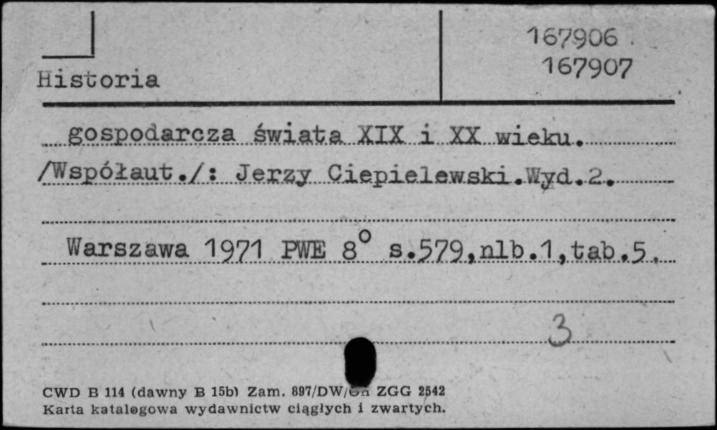 167906
167907
Historia
gospodarcza świata XIX i XX wieku.
/Współaut./: Jerzy Ciepielewski.Wyd.2.
Warszawa 1971 PWE 8° s.579,nlb.1,tab.5.
3
CWD B 114 (dawny B 15b) Zam. 897/DW/ ZGG 2542
Karta katalogowa wydawnictw ciągłych i zwartych.